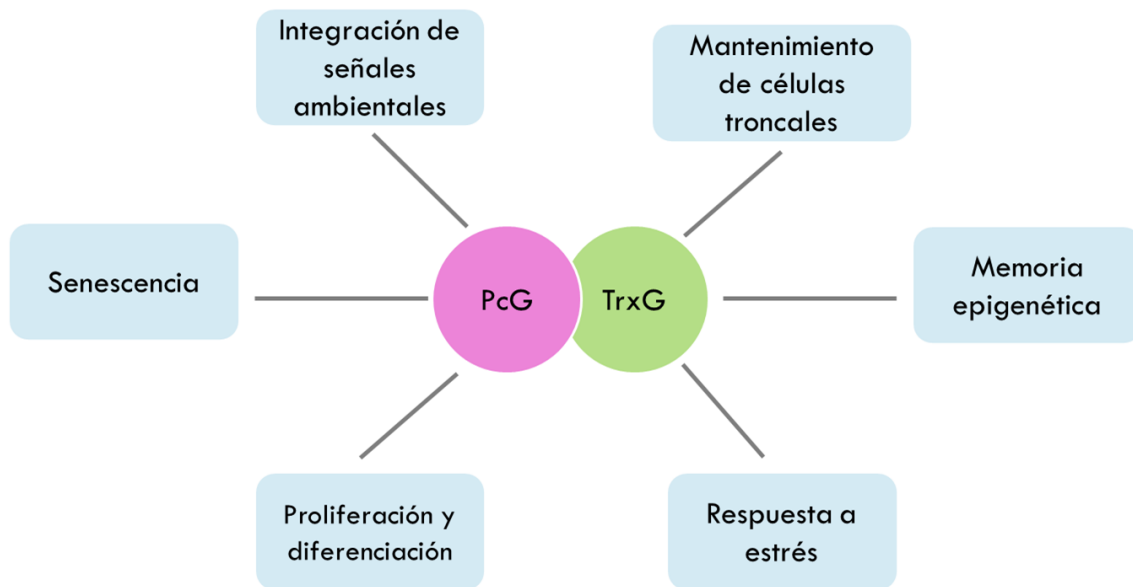 Integración de
señales
ambientales
Mantenimiento
de células
troncales
Senescencia
PcG
TrxG
Memoria
epigenética
Proliferación y
diferenciación
Respuesta a
estrés